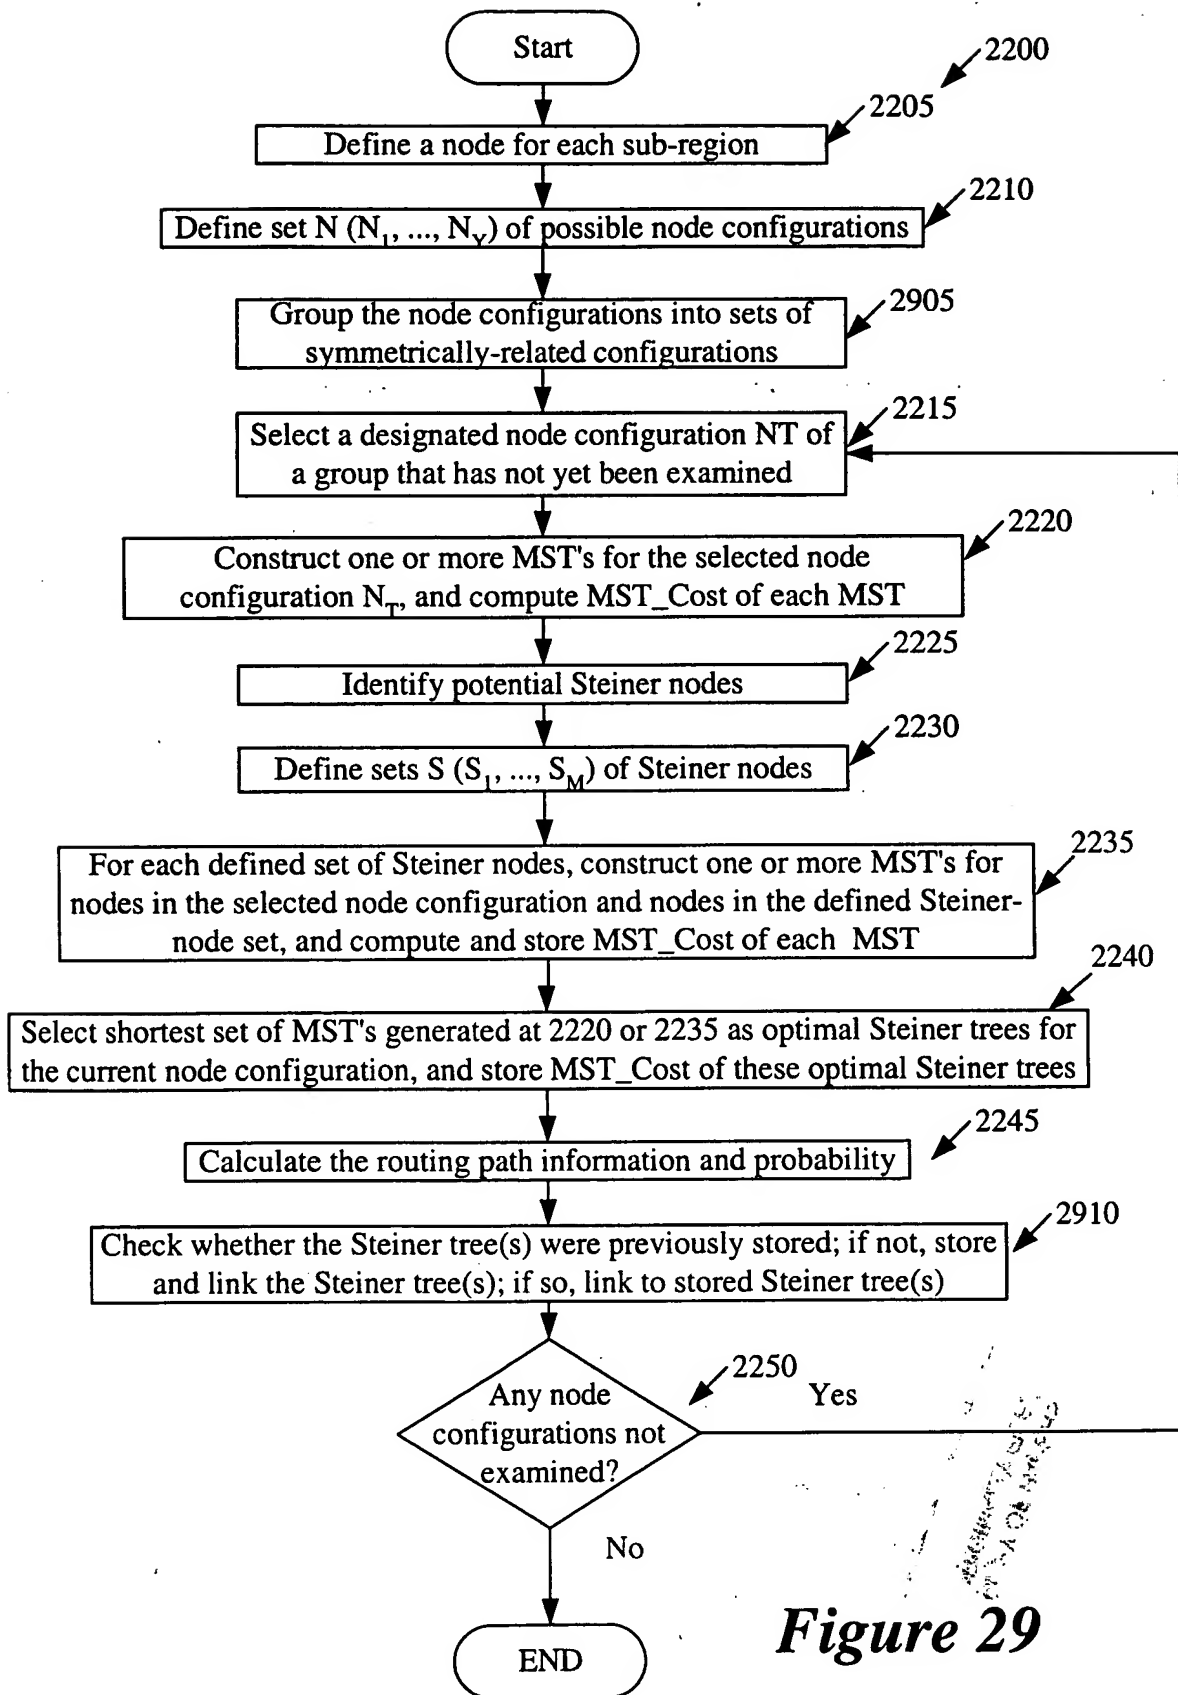 Start
2200
2205
Define a node for each sub-region
2210
Define set N (N1, ..., NY) of possible node configurations
2905
Group the node configurations into sets of
symmetrically-related configurations
2215
Select a designated node configuration NT of
a group that has not yet been examined
2220
Construct one or more MST's for the selected node
configuration NT, and compute MST_Cost of each MST
2225
Identify potential Steiner nodes
2230
Define sets S (S1, ..., SM) of Steiner nodes
2235
For each defined set of Steiner nodes, construct one or more MST's for
nodes in the selected node configuration and nodes in the defined Steiner-
node set, and compute and store MST_Cost of each MST
2240
Select shortest set of MST's generated at 2220 or 2235 as optimal Steiner trees for
the current node configuration, and store MST_Cost of these optimal Steiner trees
2245
Calculate the routing path information and probability
2910
Check whether the Steiner tree(s) were previously stored; if not, store
and link the Steiner tree(s); if so, link to stored Steiner tree(s)
2250
Any node
configurations not
examined?
Yes
No
END
Figure 29